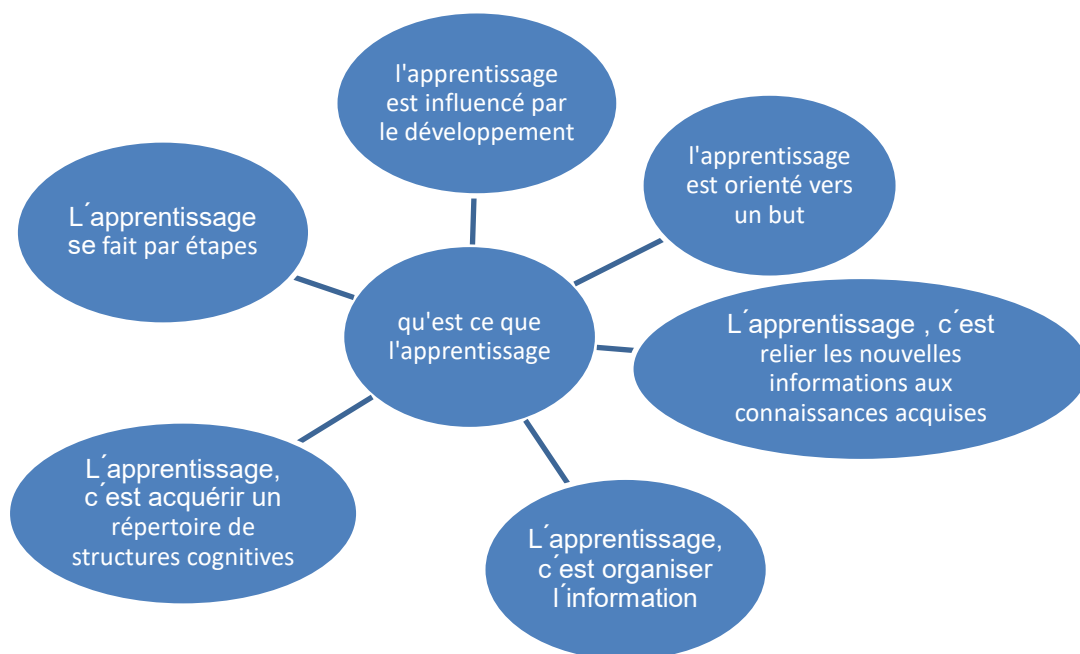 l'apprentissage
est influencé par
le développement
l'apprentissage
est orienté vers
un but
L´apprentissage
se fait par étapes
qu'est ce que
l'apprentissage
L´apprentissage , c´est
relier les nouvelles
informations aux
connaissances acquises
L´apprentissage,
c´est acquérir un
répertoire de
structures cognitives
L´apprentissage,
c´est organiser
l´information